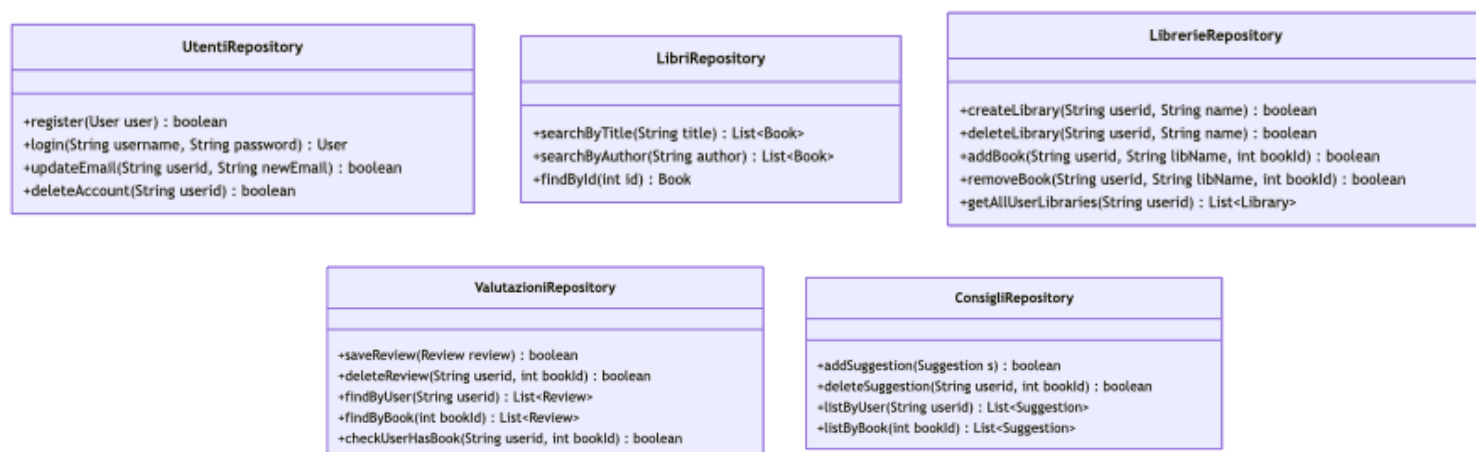 UtentiRepository
+register(User user) : boolean
+login(String username, String password) : User
+updateEmail(String userid, String newEmail) : boolean
+deleteAccount(String userid) : boolean
LibriRepository
+searchByTitle(String title) : List<Book>
+searchByAuthor(String author) : List<Book>
+findById(int id) : Book
LibrerieRepository
+createLibrary(String userid, String name) : boolean
+deleteLibrary(String userid, String name) : boolean
+addBook(String userid, String libName, int bookId) : boolean
+removeBook(String userid, String libName, int bookId) : boolean
+getAllUserLibraries(String userid) : List<Library>
ValutazioniRepository
+saveReview(Review review) : boolean
+deleteReview(String userid, int bookId) : boolean
+findByUser(String userid) : List<Review>
+findByBook(int bookId) : List<Review>
+checkUserHasBook(String userid, int bookId) : boolean
ConsigliRepository
+addSuggestion(Suggestion s) : boolean
+deleteSuggestion(String userid, int bookId) : boolean
+listByUser(String userid) : List<Suggestion>
+listByBook(int bookId) : List<Suggestion>